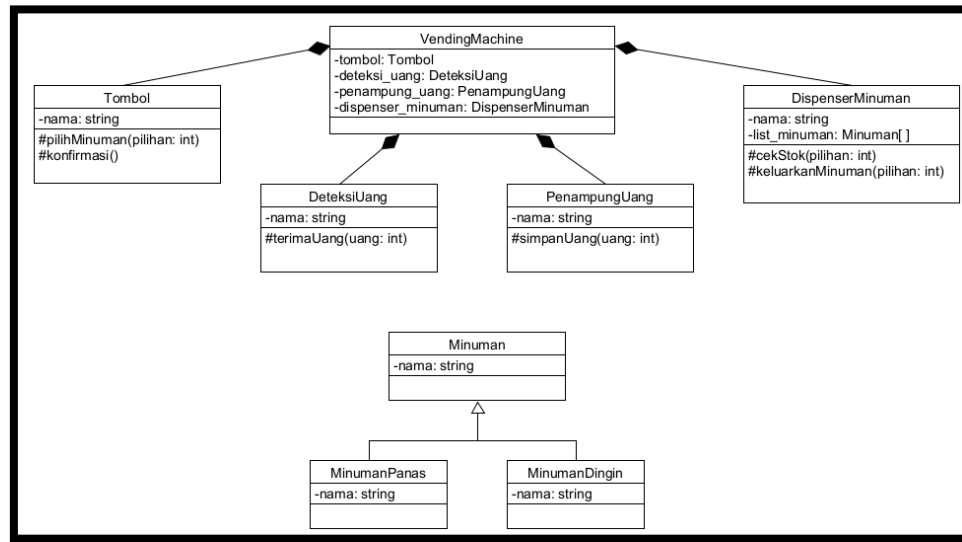 VendingMachine
-tombol: Tombol
-deteksi_uang: DeteksiUang
-penampung_uang: PenampungUang
-dispenser_minuman: DispenserMinuman
Tombol
-nama: string
#pilihMinuman(pilihan: int)
#konfirmasi()
DispenserMinuman
-nama: string
-list_minuman: Minuman[ ]
#cekStok(pilihan: int)
#keluarkanMinuman(pilihan: int)
DeteksiUang
-nama: string
#terimaUang(uang: int)
PenampungUang
-nama: string
#simpanUang(uang: int)
Minuman
-nama: string
MinumanPanas
-nama: string
MinumanDingin
-nama: string